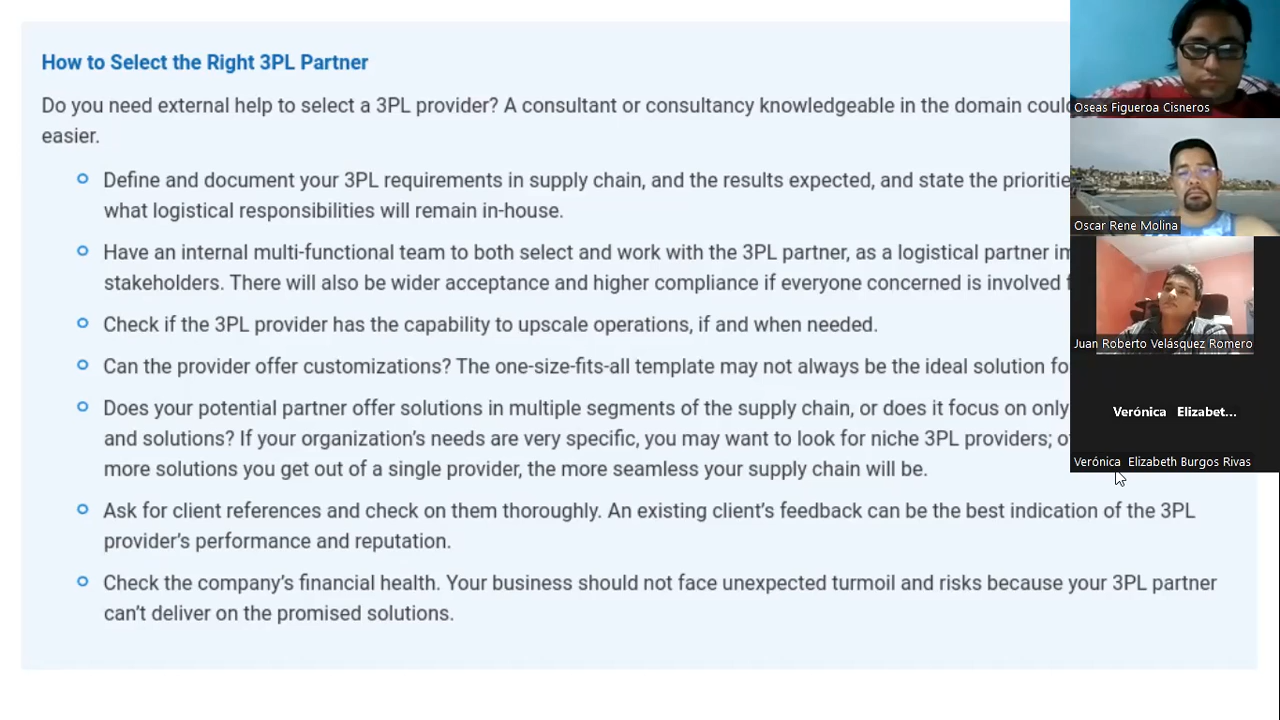 How to Select the Right 3PL Partner
Do you need external help to select a 3PL provider? A consultant or consultancy knowledgeable in the domain
easier.
Define and document your 3PL requirements in supply chain, and the results expected, and state the
what logistical responsibilities will remain in-house.
Have an internal multi-functional team to both select and work with the 3PL partner, as a logistical partner
stakeholders. There will also be wider acceptance and higher compliance if everyone concerned is involved
Check if the 3PL provider has the capability to upscale operations, if and when needed.
Can the provider offer customizations? The one-size-fits-all template may not always be the ideal solution
Does your potential partner offer solutions in multiple segments of the supply chain, or does it focus on only
and solutions? If your organization's needs are very specific, you may want to look for niche 3PL providers;
more solutions you get out of a single provider, the more seamless your supply chain will be.
Ask for client references and check on them thoroughly. An existing client's feedback can be the best indication of the 3PL
provider's performance and reputation.
Check the company's financial health. Your business should not face unexpected turmoil and risks because your 3PL partner
can't deliver on the promised solutions.
Oseas Figueroa Cisneros
Oscar Rene Molina
Juan Roberto Velásquez Romero
Verónica Elizabet...
Verónica Elizabeth Burgos Rivas